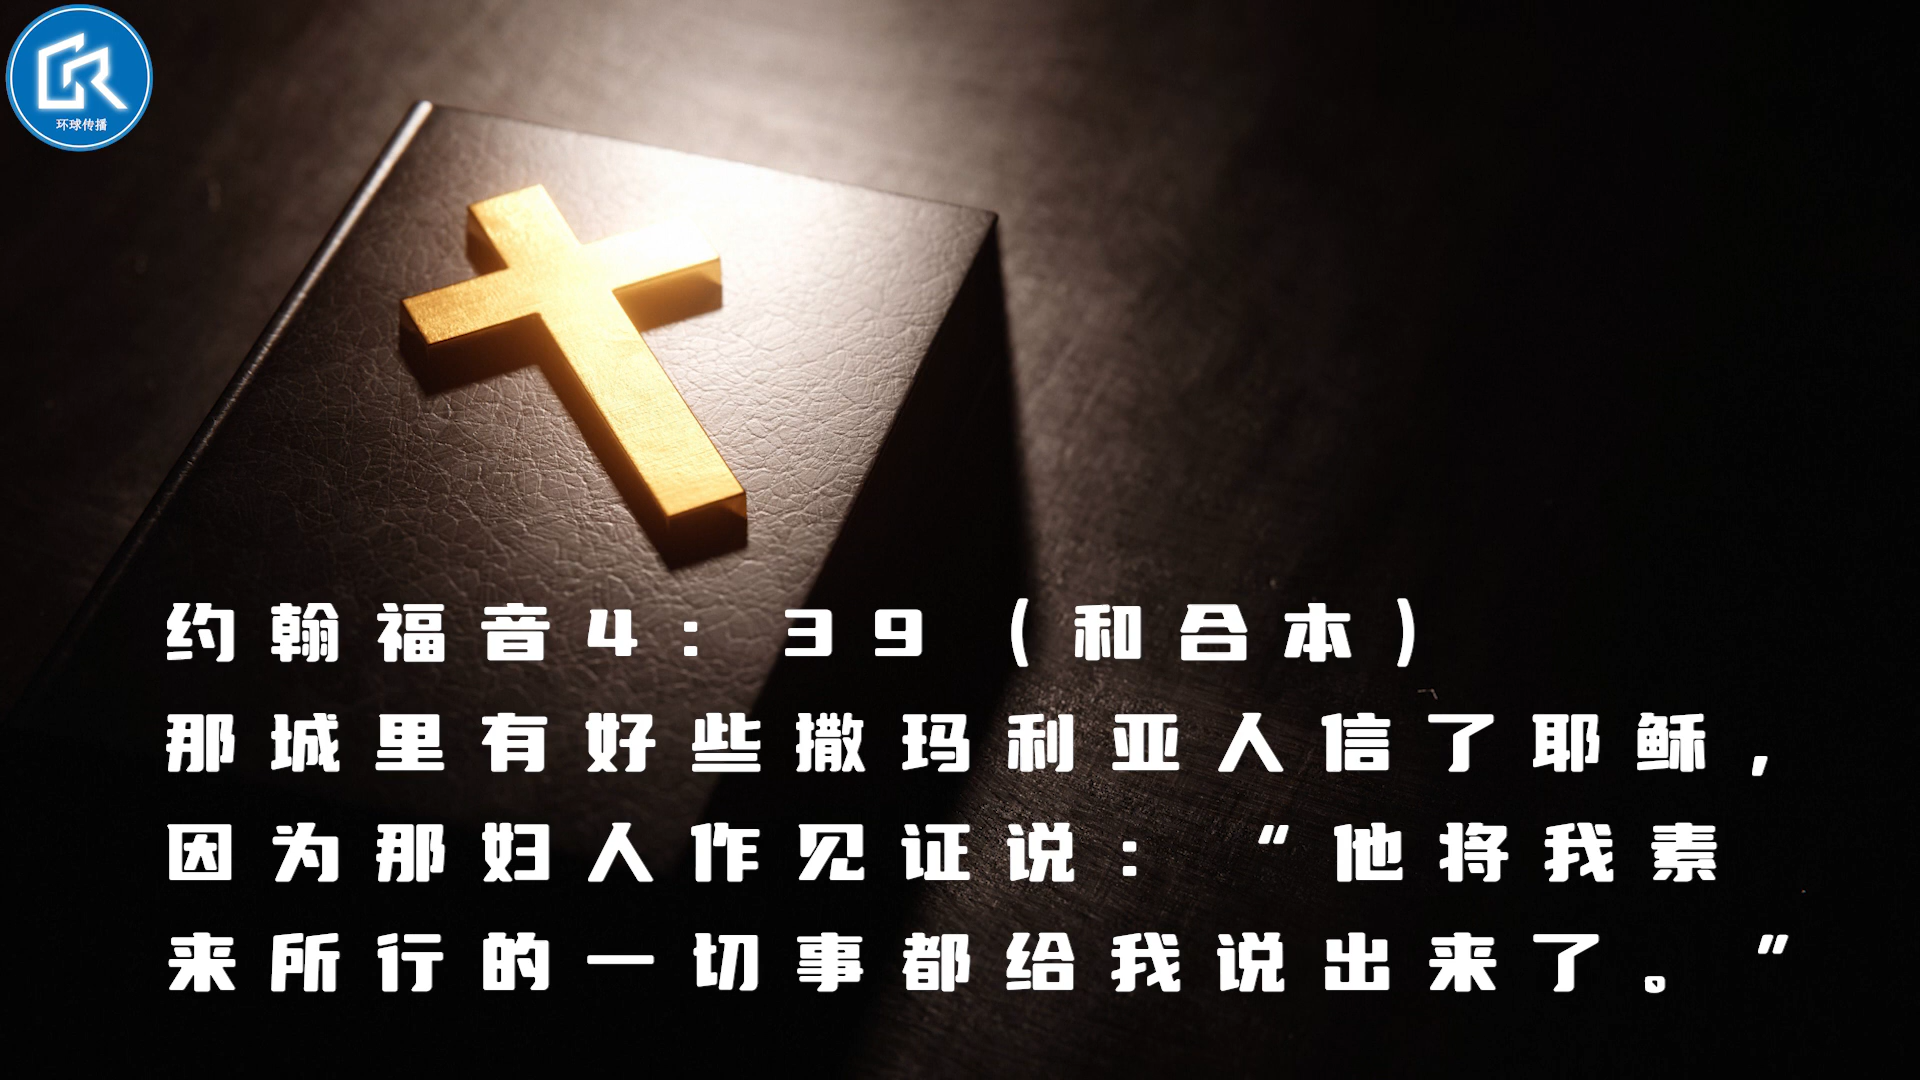 环球传播
约翰福音4：39（和合本）
那城里有好些撒玛利亚人信了耶稣，
因为那妇人作见证说：“他将我素
来所行的一切事都给我说出来了。”